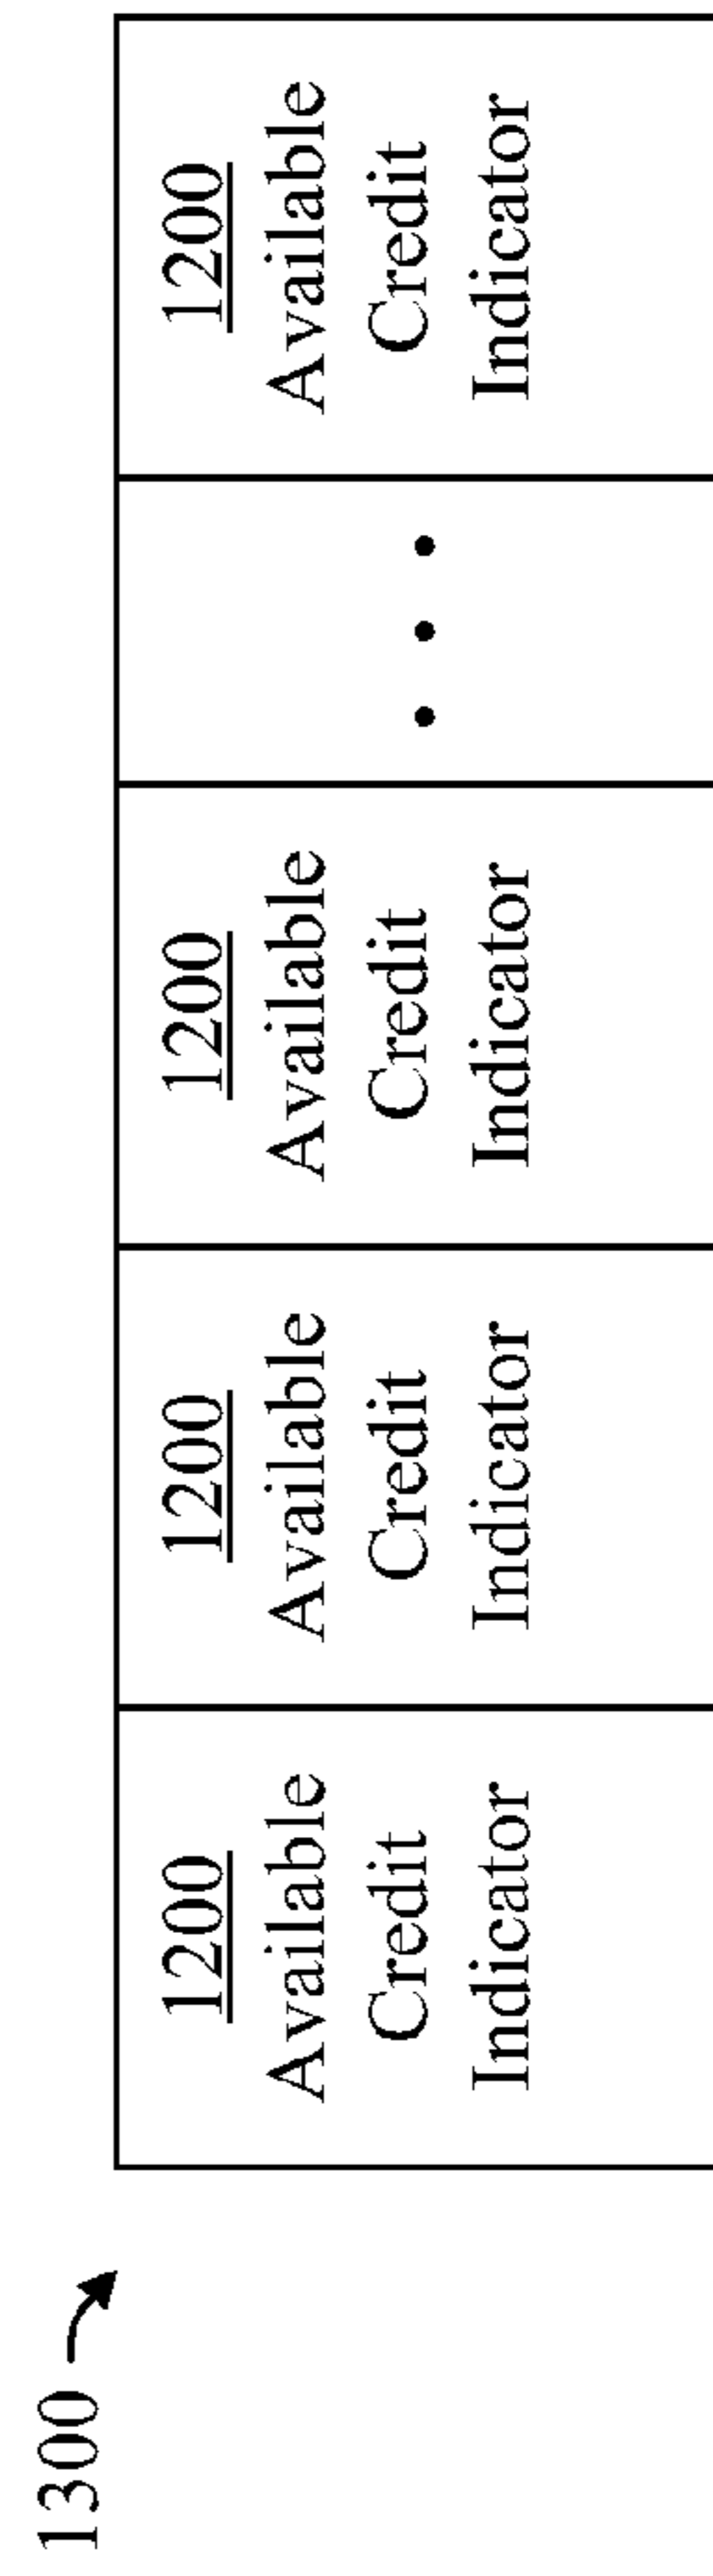 1300
1200
Available
Credit
Indicator
1200
Available
Credit
Indicator
1200
Available
Credit
Indicator
• • •
1200
Available
Credit
Indicator